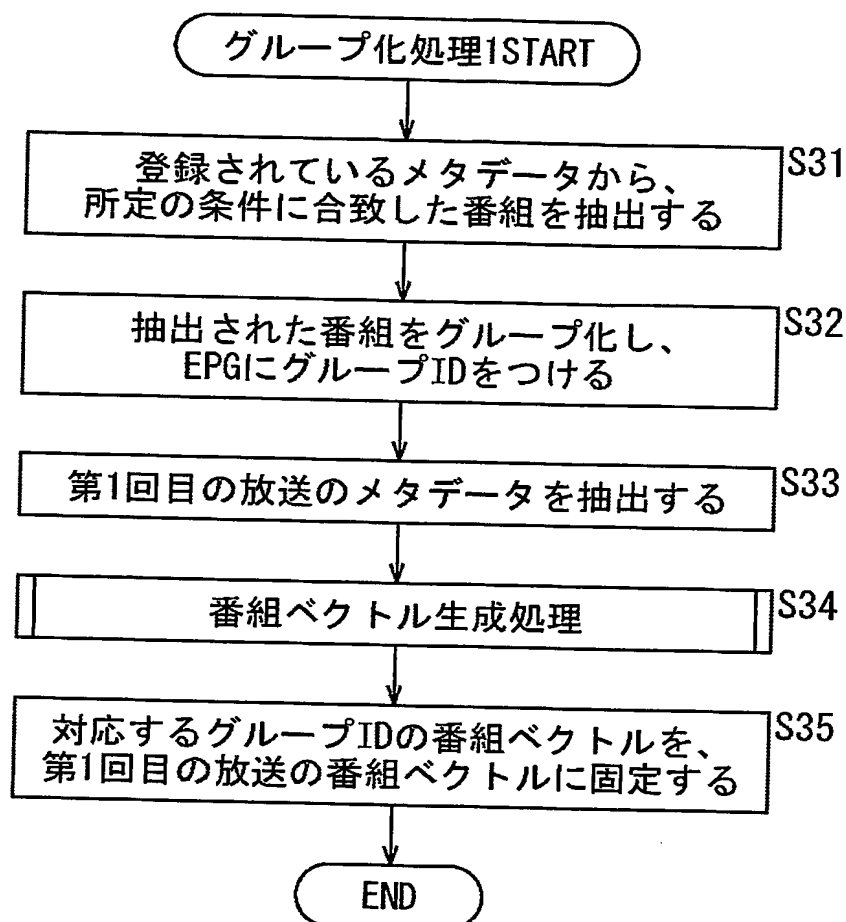 グループ化処理1START
S31
登録されているメタデータから、
所定の条件に合致した番組を抽出する
S32
抽出された番組をグループ化し、
EPGにグループIDをつける
S33
第1回目の放送のメタデータを抽出する
S34
番組ベクトル生成処理
S35
対応するグループIDの番組ベクトルを、
第1回目の放送の番組ベクトルに固定する
END